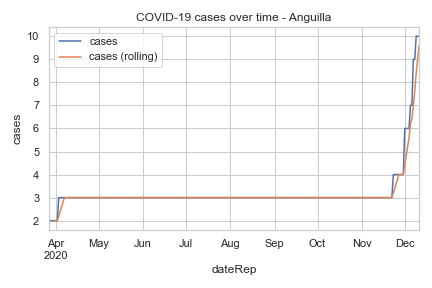 COVID-19 cases over time - Anguilla
cases
cases (rolling)
10
9
8
7
6
5
4
3
2
cases
Apr May Jun Jul Aug Sep Oct Nov Dec
2020
dateRep